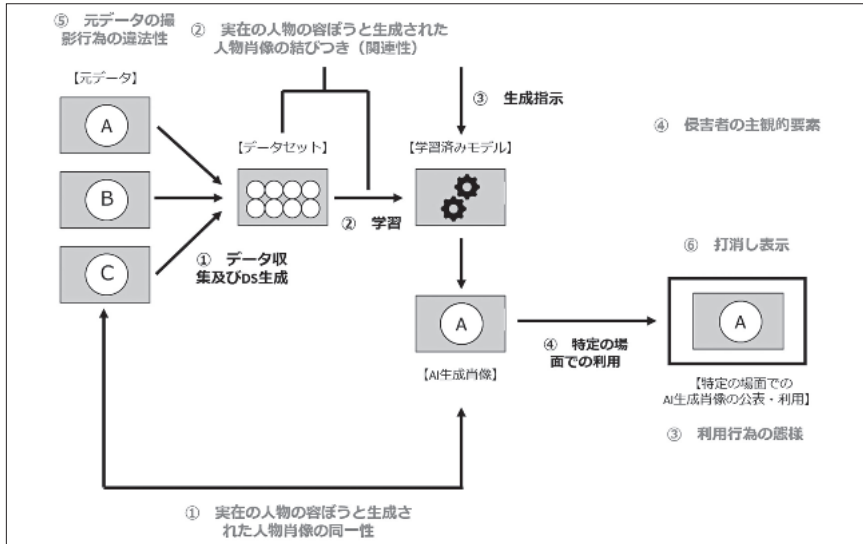 ⑤ 元データの撮
影行為の違法性
② 実在の人物の容ぼうと生成された
人物肖像の結びつき（関連性）
【元データ】
③ 生成指示
A
④ 侵害者の主観的要素
【データセット】
【学習済みモデル】
B
② 学習
⑥ 打消し表示
① データ収
集及びDS生成
C
A
A
④ 特定の場
面での利用
【AI生成肖像】
【特定の場面での
AI生成肖像の公表・利用】
③ 利用行為の態様
① 実在の人物の容ぼうと生成さ
れた人物肖像の同一性